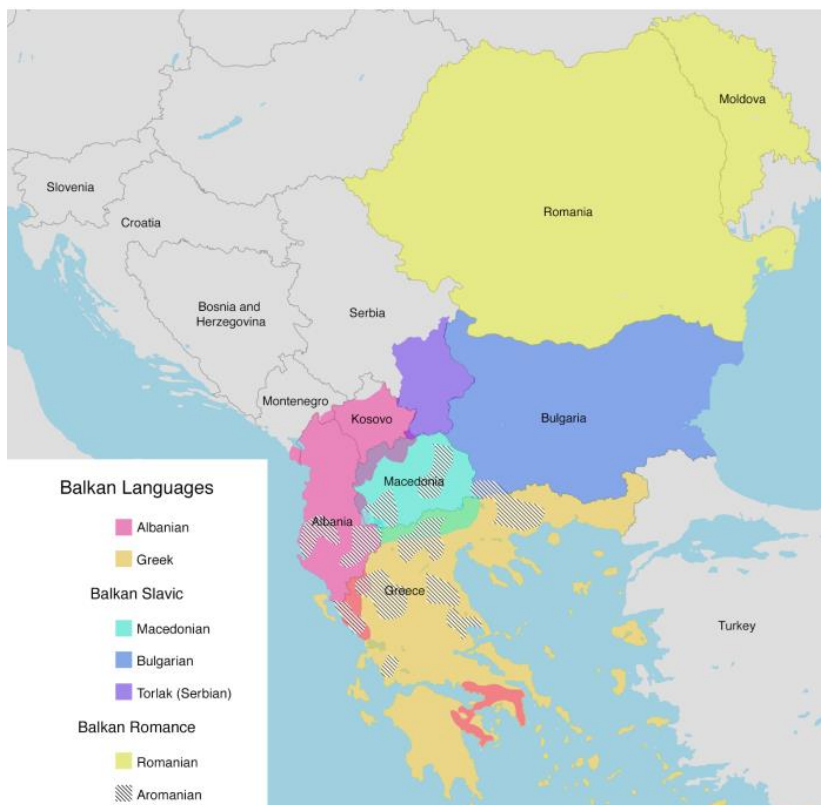 Moldova
Slovenia
Romania
Croatia
Bosnia and
Herzegovina
Serbia
Montenegro
Kosovo
Bulgaria
Macedonia
Albania
Greece
Turkey
Balkan Languages
Albanian
Greek
Balkan Slavic
Macedonian
Bulgarian
Torlak (Serbian)
Balkan Romance
Romanian
Aromanian